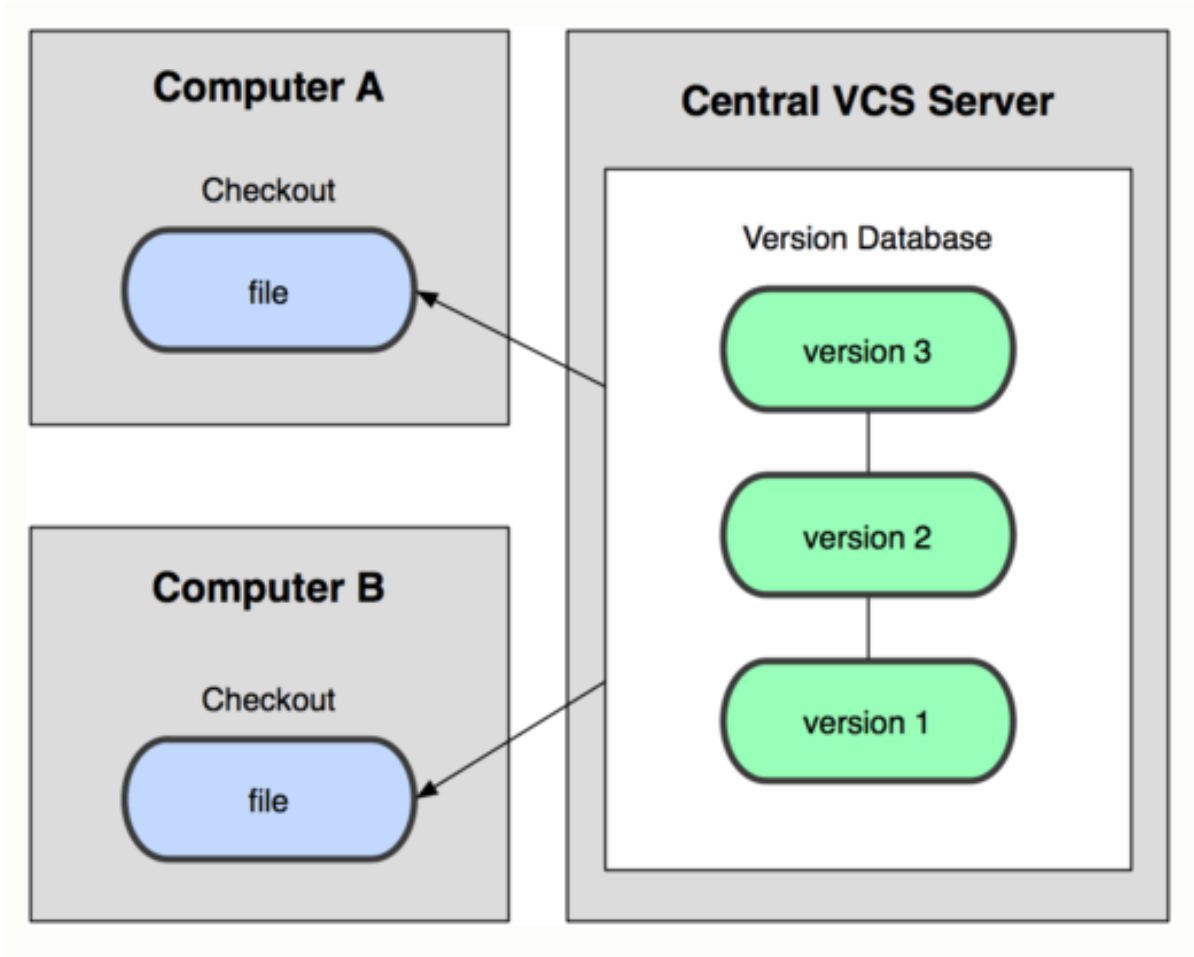 Computer A
Checkout
file
Computer B
Checkout
file
Central VCS Server
Version Database
version 3
version 2
version 1